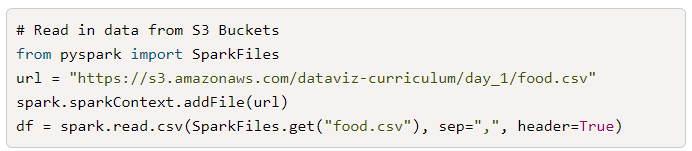 # Read in data from S3 Buckets
from pyspark import SparkFiles
url = "https://s3.amazonaws.com/dataviz-curriculum/day_1/food.csv"
spark.sparkContext.addFile(url)
df = spark.read.csv(SparkFiles.get("food.csv"), sep=",", header=True)